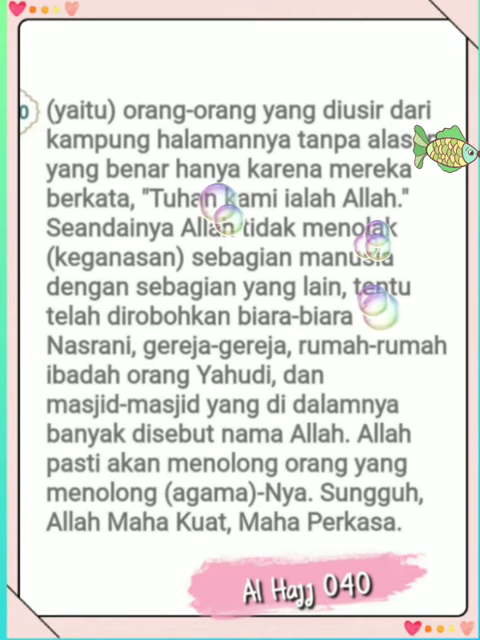 (yaitu) orang-orang yang diusir dari
kampung halamannya tanpa
yang benar hanya karena mereka
berkata, "Tuhan kami ialah Allah."
Seandainya Allah tidak menolak
(keganasan) sebagian manusia
dengan sebagian yang lain, tentu
telah dirobohkan biara-biara
Nasrani, gereja-gereja, rumah-rumah
ibadah orang Yahudi, dan
masjid-masjid yang di dalamnya
banyak disebut nama Allah. Allah
pasti akan menolong orang yang
menolong (agama)-Nya. Sungguh,
Allah Maha Kuat, Maha Perkasa.
Al Hajj 040